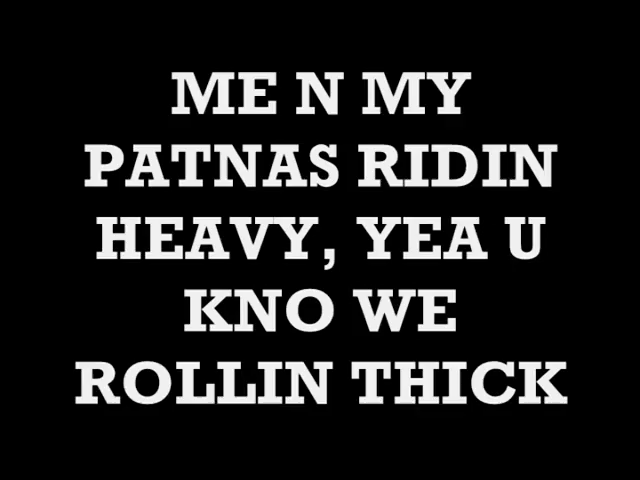 ME N MY
PATNAS RIDIN
HEAVY, YEA U
KNO WE
ROLLIN THICK